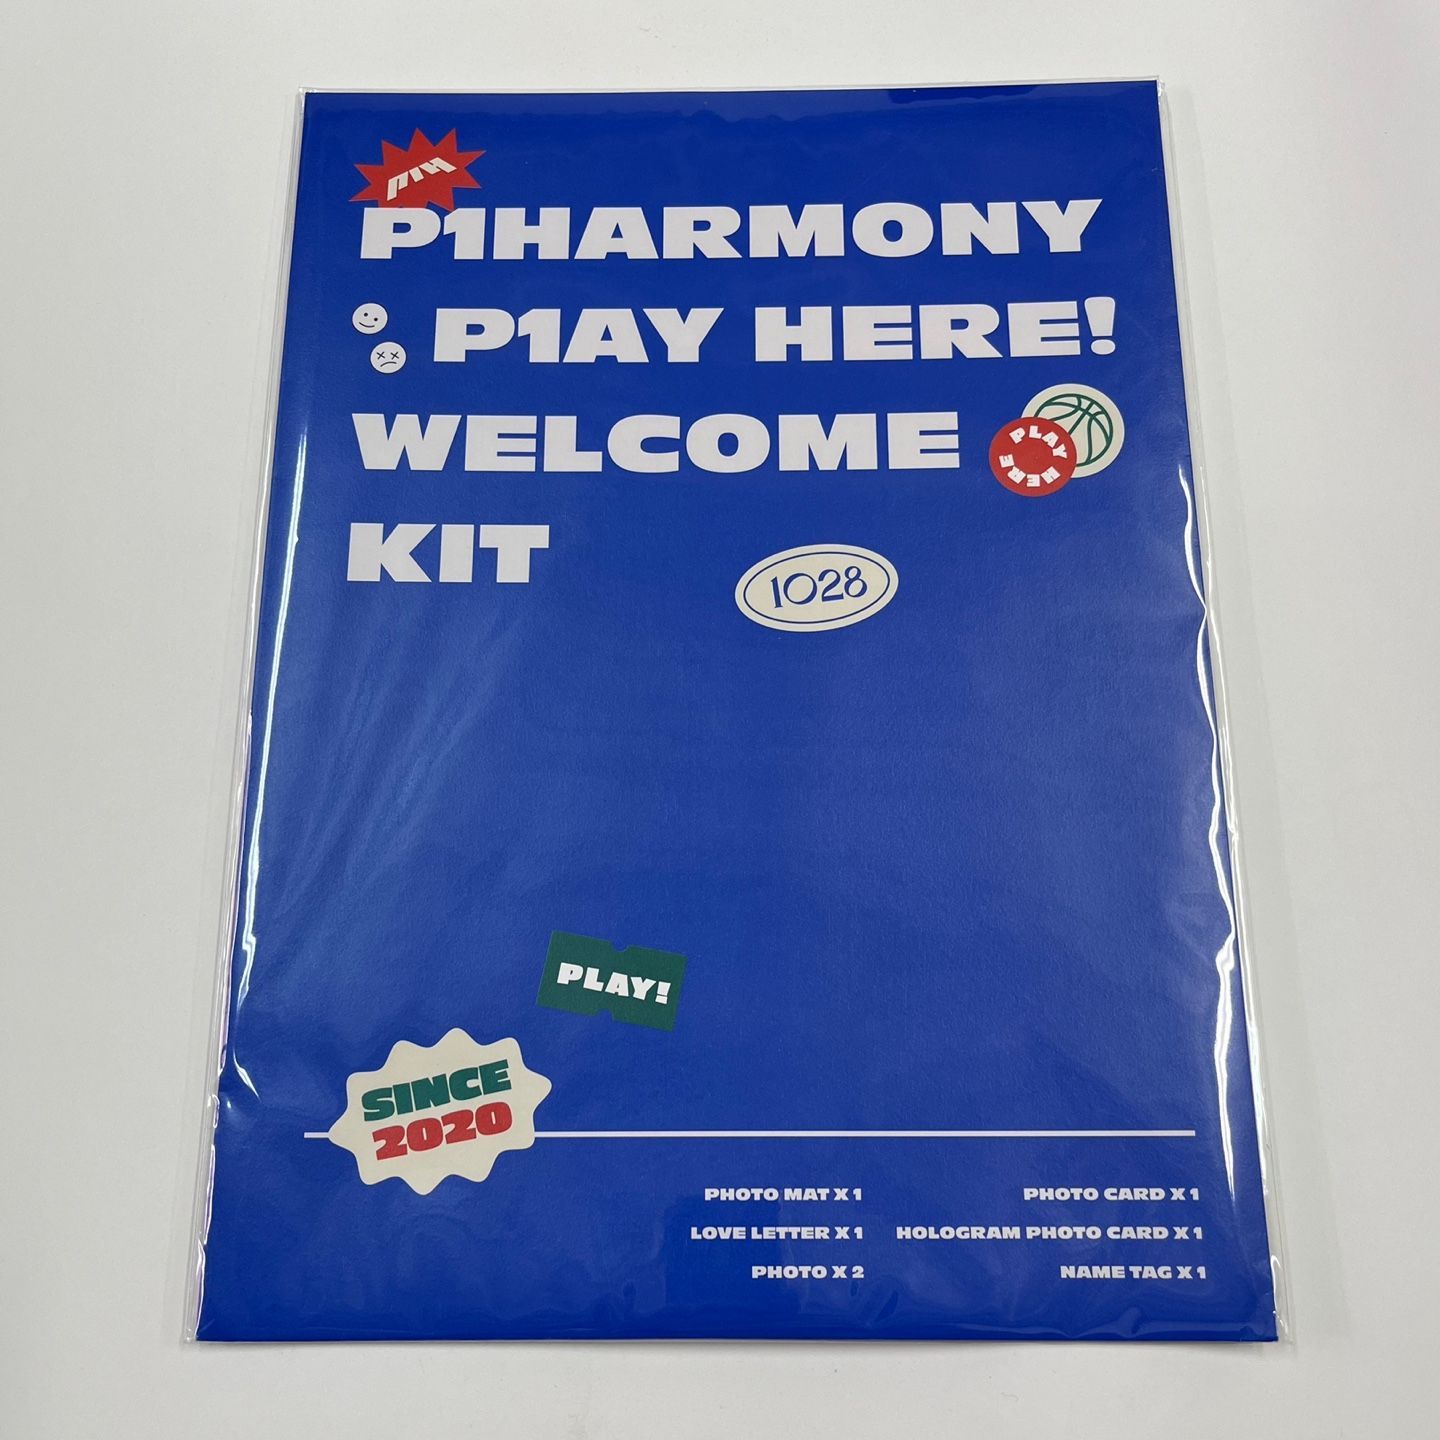 P1H
P1HARMONY
: P1AY HERE!
WELCOME
PLAY HERE
KIT
1028
PLAY!
SINCE
2020
PHOTO MAT X 1
PHOTO CARD X 1
LOVE LETTER X 1
HOLOGRAM PHOTO CARD X 1
PHOTO X 2
NAME TAG X 1